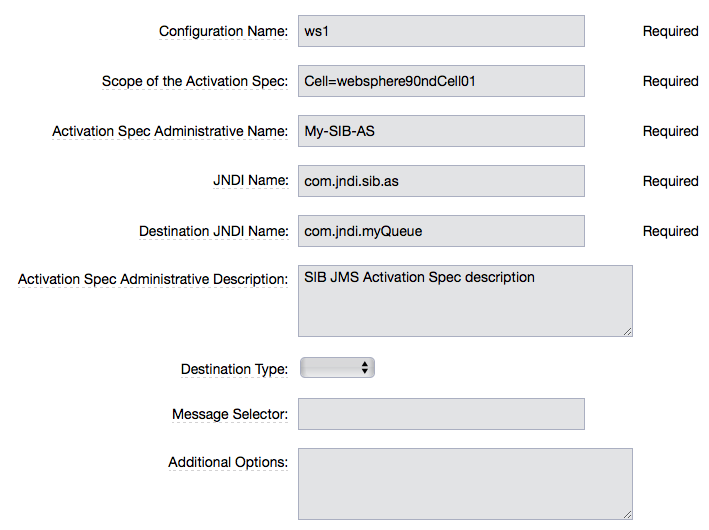 Configuration Name: ws1 Required
Scope of the Activation Spec: Cell=websphere90ndCell01 Required
Activation Spec Administrative Name: My-SIB-AS Required
JNDI Name: com.jndi.sib.as Required
Destination JNDI Name: com.jndi.myQueue Required
Activation Spec Administrative Description: SIB JMS Activation Spec description
Destination Type:
Message Selector:
Additional Options: